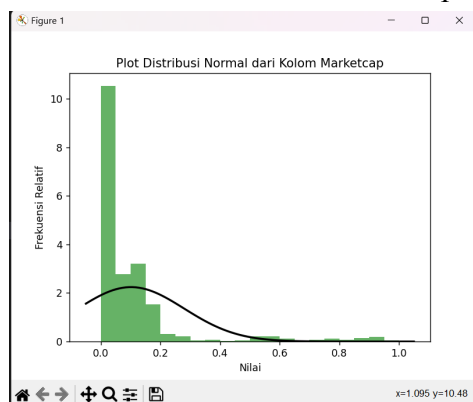 Figure 1
Plot Distribusi Normal dari Kolom Marketcap
10
8
6
4
2
0
Frekuensi Relatif
0.0 0.2 0.4 0.6 0.8 1.0
Nilai
x=1.095 y=10.48